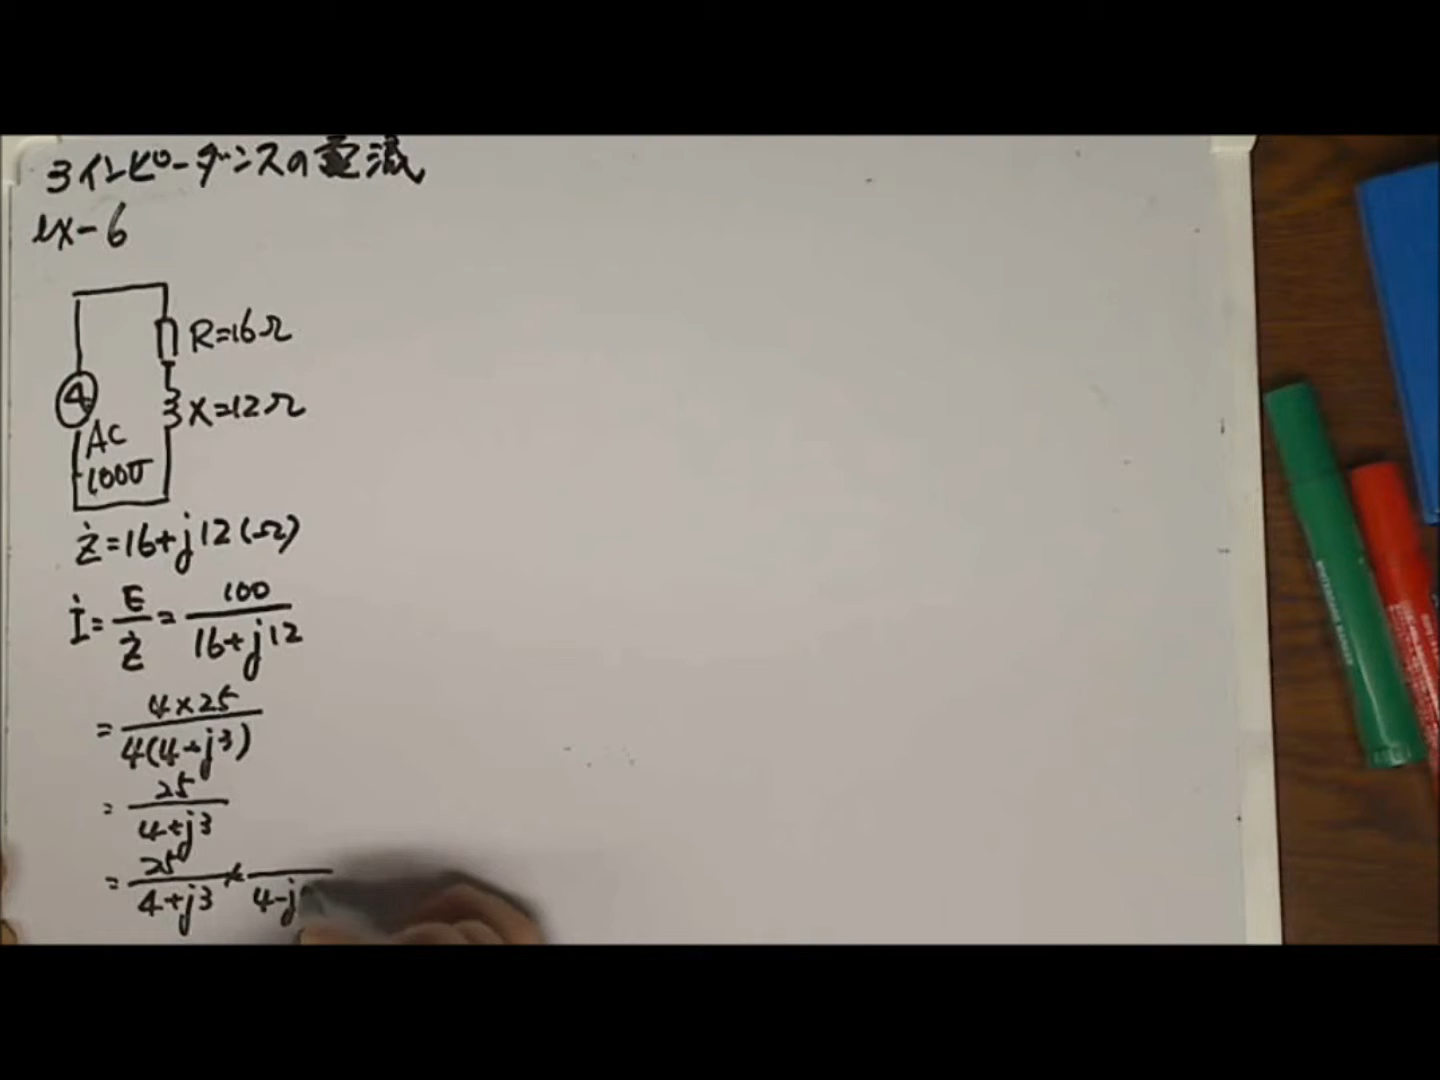 3インピーダンスの電流
ex-6
R=16Ω
X=12Ω
AC
100V
Ż=16+j12(Ω)
İ=E/Ż=100/16+j12
=4×25/4(4+j3)
=25/4+j3
=25/4+j3×/4-j